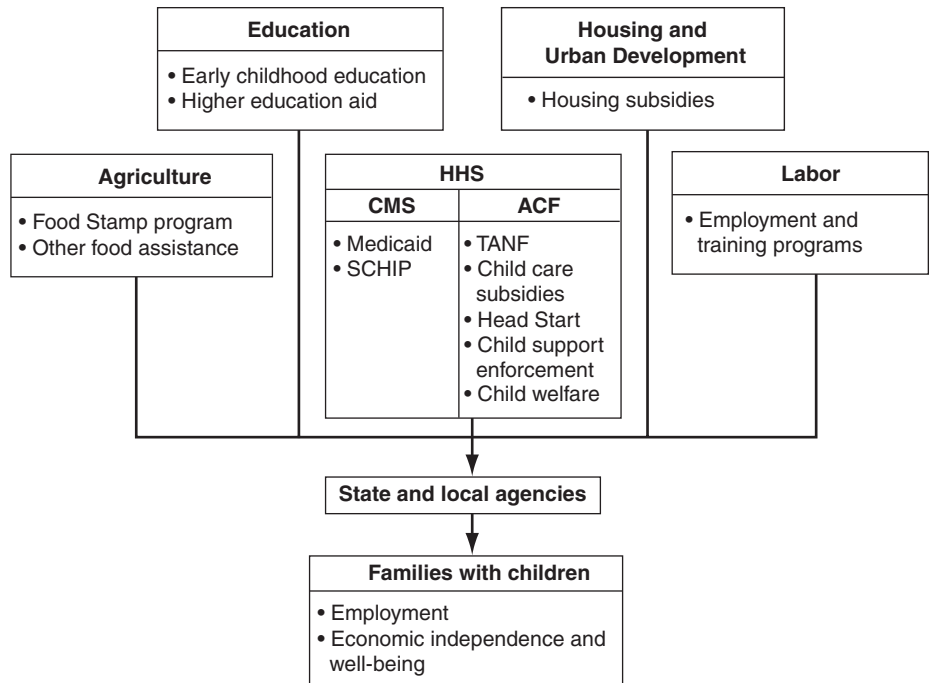 Education
• Early childhood education
• Higher education aid
Housing and
Urban Development
• Housing subsidies
Agriculture
• Food Stamp program
• Other food assistance
HHS
CMS
• Medicaid
• SCHIP
ACF
• TANF
• Child care
subsidies
• Head Start
• Child support
enforcement
• Child welfare
Labor
• Employment and
training programs
State and local agencies
Families with children
• Employment
• Economic independence and
well-being